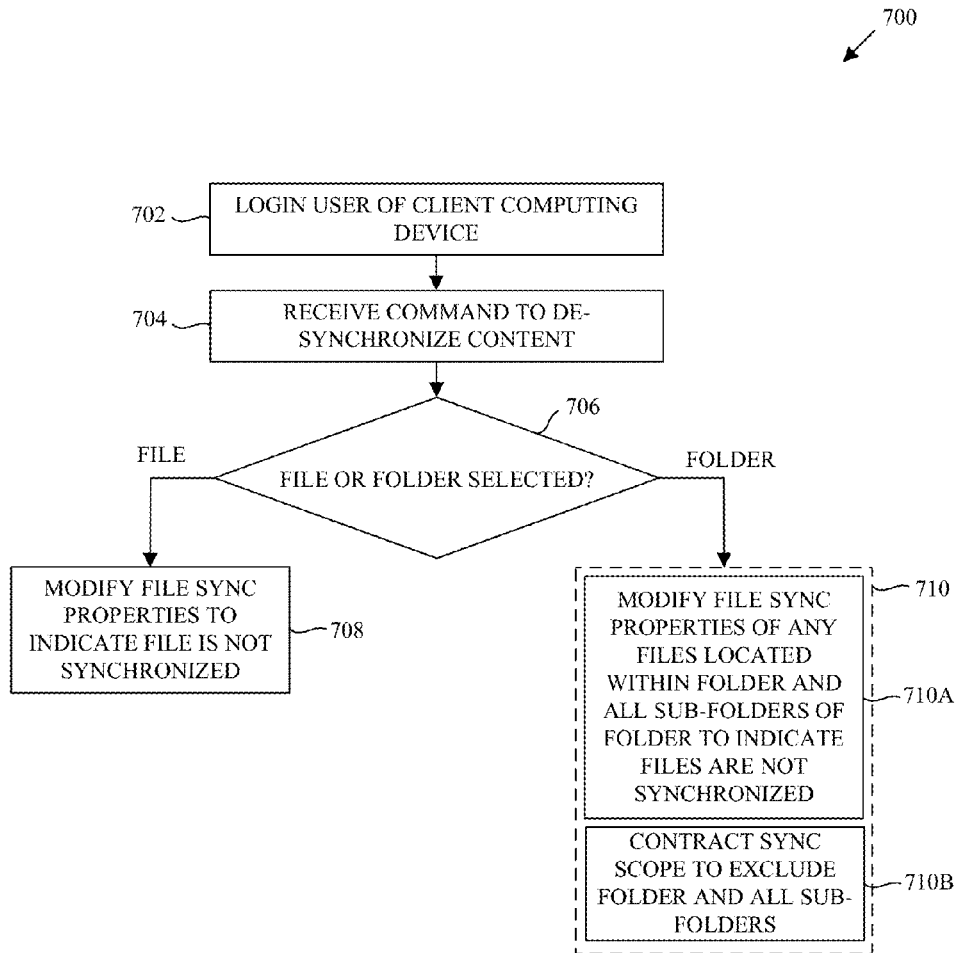 700
702
LOGIN USER OF CLIENT COMPUTING
DEVICE
704
RECEIVE COMMAND TO DE-
SYNCHRONIZE CONTENT
706
FILE OR FOLDER SELECTED?
FILE
FOLDER
MODIFY FILE SYNC
PROPERTIES TO
INDICATE FILE IS NOT
SYNCHRONIZED
708
710
MODIFY FILE SYNC
PROPERTIES OF ANY
FILES LOCATED
WITHIN FOLDER AND
ALL SUB-FOLDERS OF
FOLDER TO INDICATE
FILES ARE NOT
SYNCHRONIZED
710A
CONTRACT SYNC
SCOPE TO EXCLUDE
FOLDER AND ALL SUB-
FOLDERS
710B